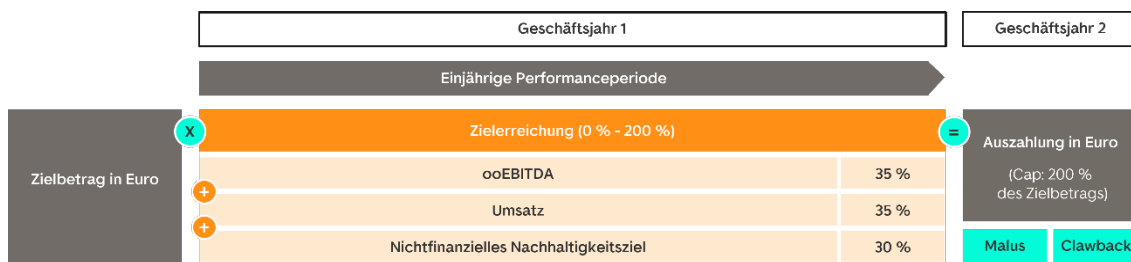 Geschäftsjahr 1
Geschäftsjahr 2
Einjährige Performanceperiode
Zielbetrag in Euro
x
Zielerreichung (0 % - 200 %)
=
Auszahlung in Euro
(Cap: 200 %
des Zielbetrags)
ooEBITDA
35 %
+
Umsatz
35 %
+
Nichtfinanzielles Nachhaltigkeitsziel
30 %
Malus
Clawback